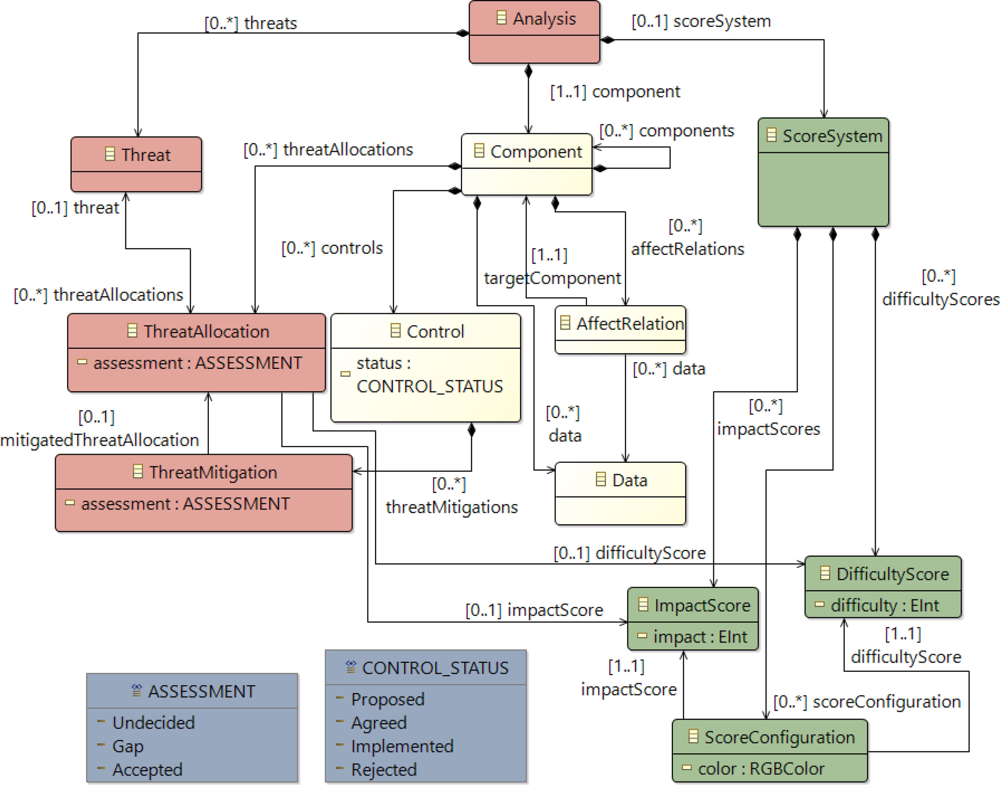 Analysis
[0..*] threats
[0..1] scoreSystem
[1..1] component
[0..*] components
ScoreSystem
Threat
[0..*] threatAllocations
Component
[0..1] threat
[0..*] controls
[1..1]
targetComponent
[0..*]
affectRelations
[0..*]
difficultyScores
[0..*] threatAllocations
ThreatAllocation
assessment : ASSESSMENT
Control
status :
CONTROL_STATUS
AffectRelation
[0..*] data
[0..1]
mitigatedThreatAllocation
[0..*]
data
[0..*]
impactScores
ThreatMitigation
assessment : ASSESSMENT
[0..*]
threatMitigations
Data
[0..1] difficultyScore
DifficultyScore
difficulty : EInt
[0..1] impactScore
ImpactScore
impact : EInt
[1..1]
difficultyScore
[1..1]
impactScore
[0..*] scoreConfiguration
ScoreConfiguration
color : RGBColor
ASSESSMENT
Undecided
Gap
Accepted
CONTROL_STATUS
Proposed
Agreed
Implemented
Rejected